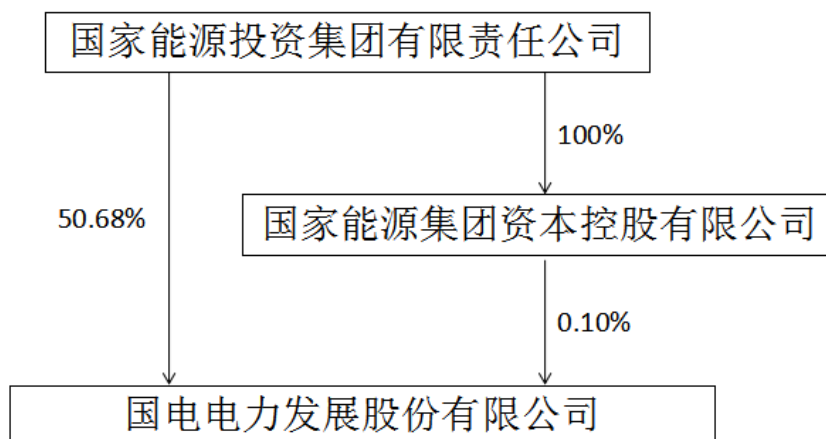 国家能源投资集团有限责任公司
100%
50.68%
国家能源集团资本控股有限公司
0.10%
国电电力发展股份有限公司